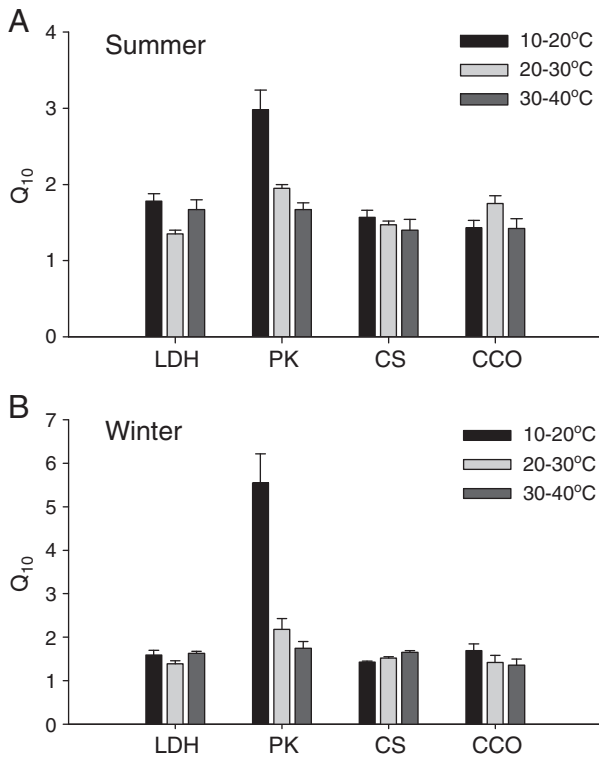 A
Summer
10-20°C
20-30°C
30-40°C
4
3
2
1
0
Q10
LDH PK CS CCO
B
Winter
10-20°C
20-30°C
30-40°C
7
6
5
4
3
2
1
0
Q10
LDH PK CS CCO